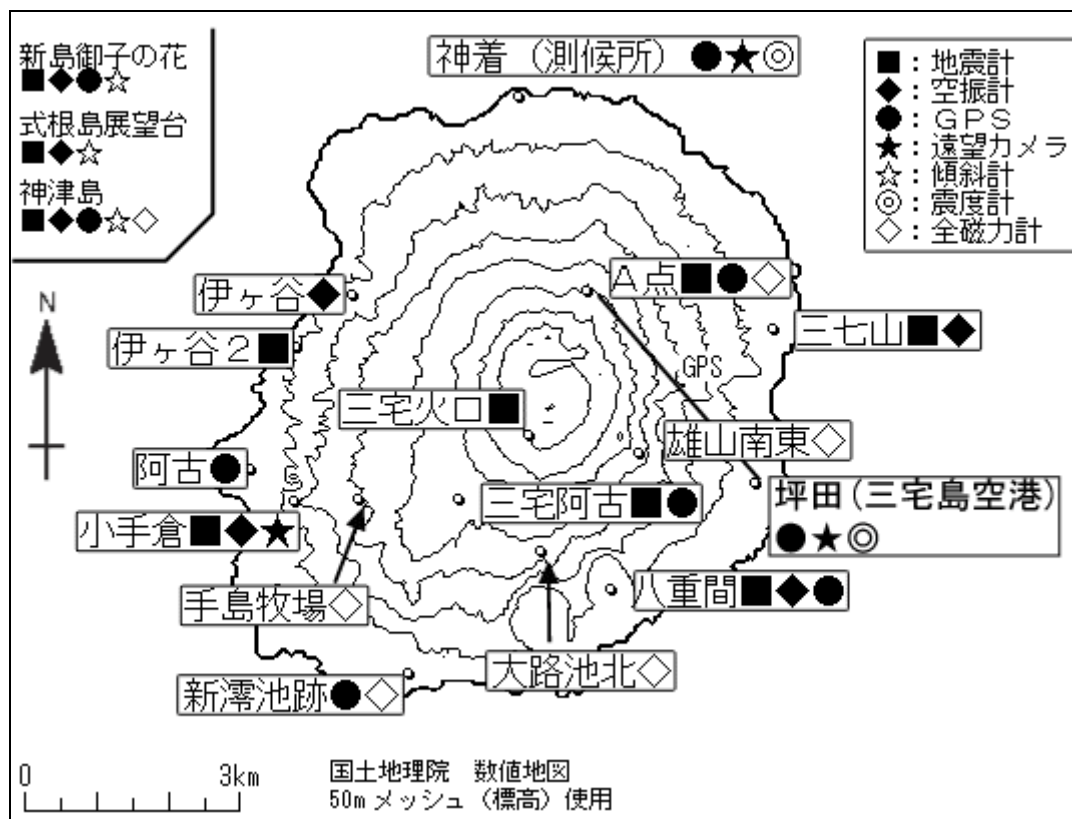 新島御子の花
■◆●☆
式根島展望台
■◆☆
神津島
■◆●☆◇
神着（測候所）●★◎
■：地震計
◆：空振計
●：ＧＰＳ
★：遠望カメラ
☆：傾斜計
◎：震度計
◇：全磁力計
N
伊ヶ谷◆
Ａ点■●◇
伊ヶ谷２■
三七山■◆
GPS
三宅火口■
雄山南東◇
阿古●
三宅阿古■●
坪田(三宅島空港)
●★◎
小手倉■◆★
手島牧場◇
八重間■◆●
大路池北◇
新澪池跡●◇
0 3km
国土地理院　数値地図
50mメッシュ（標高）使用